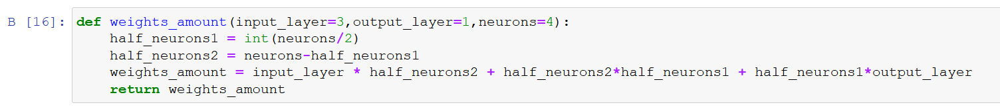 В [16]: def weights_amount(input_layer=3,output_layer=1,neurons=4):
    half_neurons1 = int(neurons/2)
    half_neurons2 = neurons-half_neurons1
    weights_amount = input_layer * half_neurons2 + half_neurons2*half_neurons1 + half_neurons1*output_layer
    return weights_amount